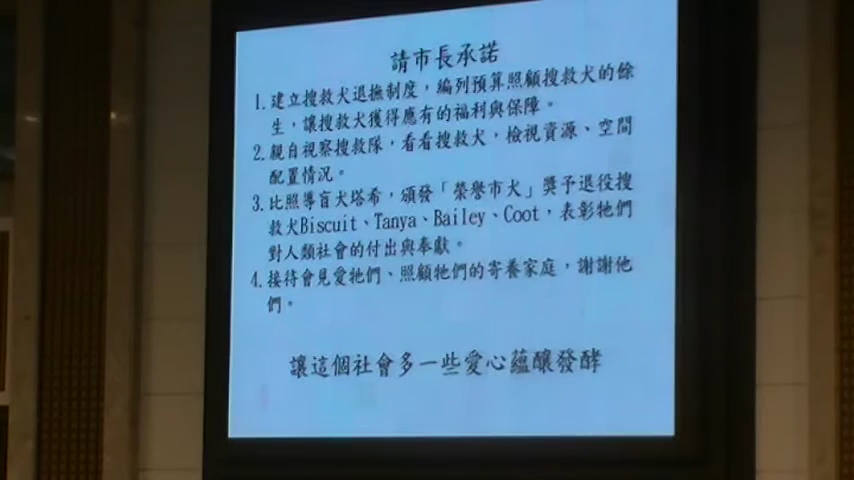 請市長承諾
1. 建立搜救犬退撫制度，編列預算照顧搜救犬的餘
生，讓搜救犬獲得應有的福利與保障。
2. 親自視察搜救隊，看看搜救犬，檢視資源、空間
配置情況。
3. 比照導盲犬塔希，頒發「榮譽市犬」獎予退役搜
救犬Biscuit、Tanya、Bailey、Coot，表彰牠們
對人類社會的付出與奉獻。
4. 接待會見愛牠們、照顧牠們的寄養家庭，謝謝他
們。
讓這個社會多一些愛心蘊釀發酵